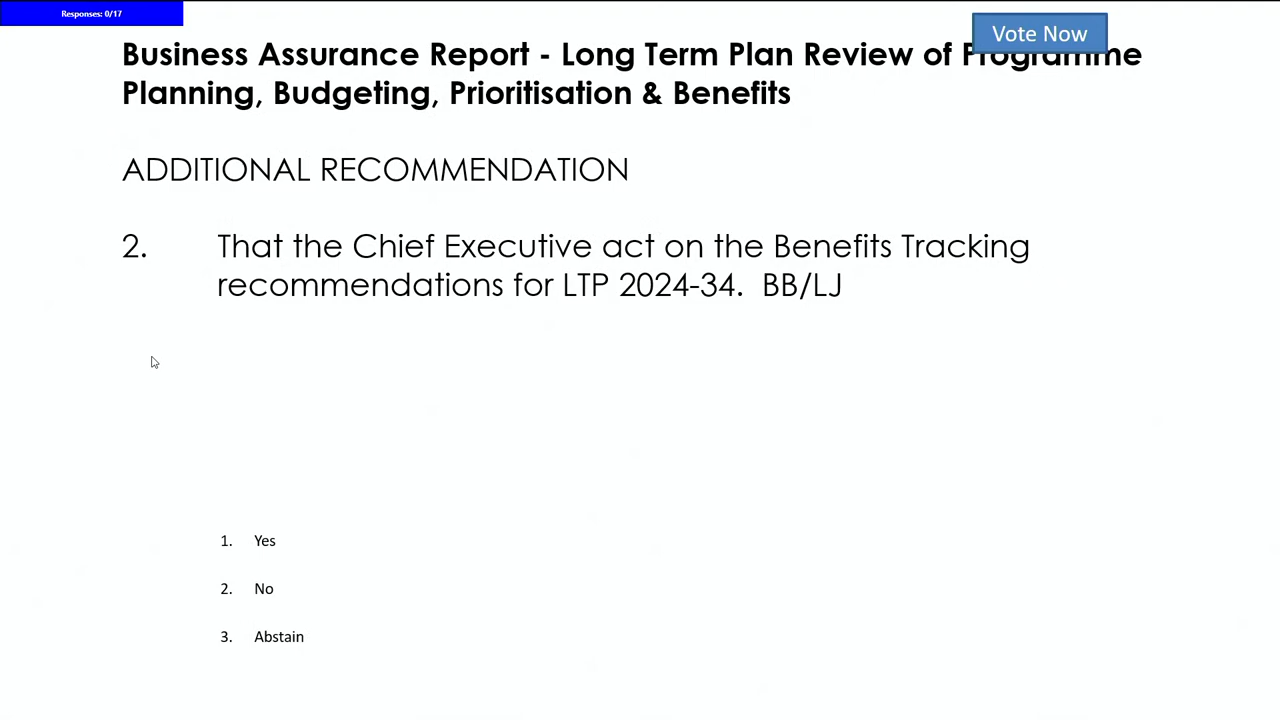 Responses: 0/17
Vote Now
Business Assurance Report - Long Term Plan Review of Programme
Planning, Budgeting, Prioritisation & Benefits
ADDITIONAL RECOMMENDATION
2. That the Chief Executive act on the Benefits Tracking
recommendations for LTP 2024-34. BB/LJ
1. Yes
2. No
3. Abstain